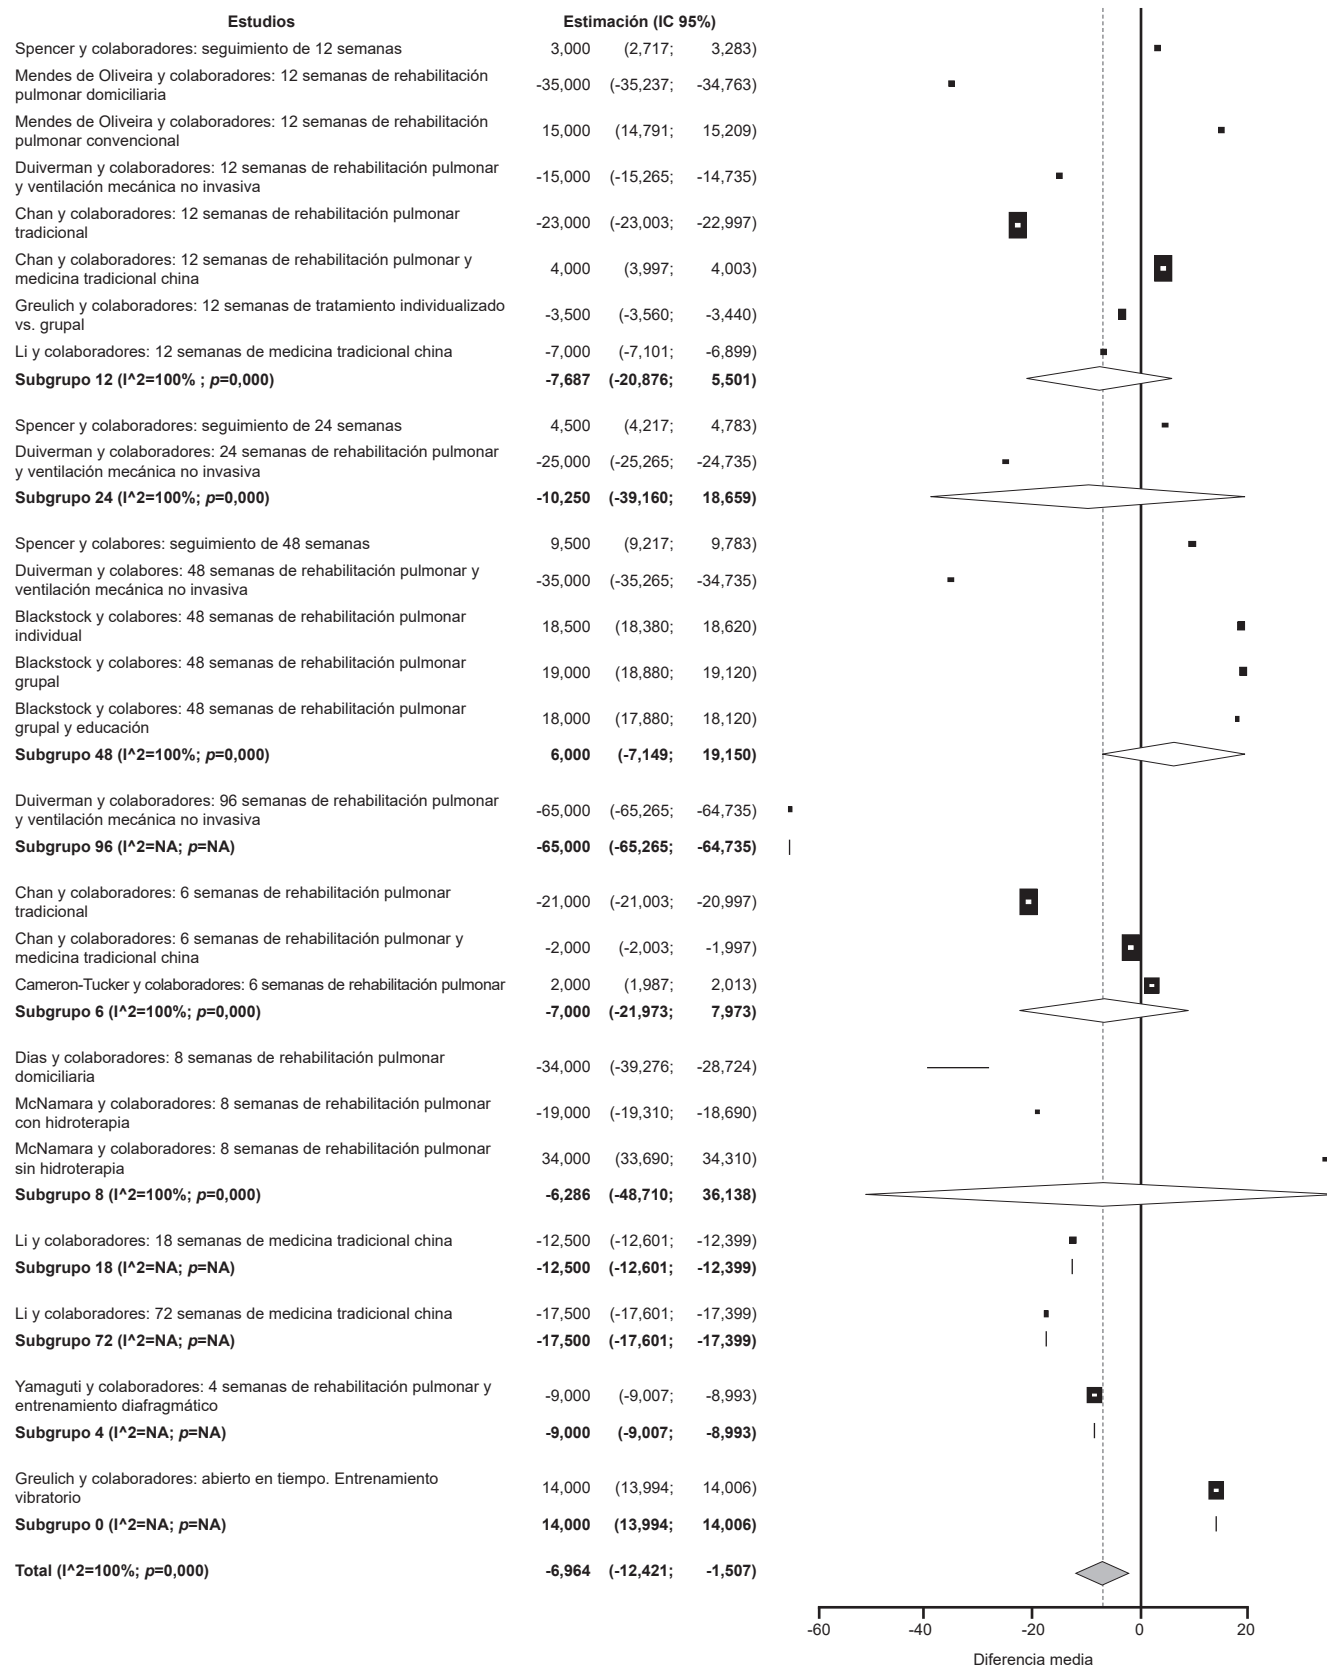 Estudios Estimación (IC 95%)
Spencer y colaboradores: seguimiento de 12 semanas 3,000 (2,717; 3,283)
Mendes de Oliveira y colaboradores: 12 semanas de rehabilitación
pulmonar domiciliaria -35,000 (-35,237; -34,763)
Mendes de Oliveira y colaboradores: 12 semanas de rehabilitación
pulmonar convencional 15,000 (14,791; 15,209)
Duiverman y colaboradores: 12 semanas de rehabilitación pulmonar
y ventilación mecánica no invasiva -15,000 (-15,265; -14,735)
Chan y colaboradores: 12 semanas de rehabilitación pulmonar
tradicional -23,000 (-23,003; -22,997)
Chan y colaboradores: 12 semanas de rehabilitación pulmonar y
medicina tradicional china 4,000 (3,997; 4,003)
Greulich y colaboradores: 12 semanas de tratamiento individualizado
vs. grupal -3,500 (-3,560; -3,440)
Li y colaboradores: 12 semanas de medicina tradicional china -7,000 (-7,101; -6,899)
Subgrupo 12 (I^2=100% ; p=0,000) -7,687 (-20,876; 5,501)
Spencer y colaboradores: seguimiento de 24 semanas 4,500 (4,217; 4,783)
Duiverman y colaboradores: 24 semanas de rehabilitación pulmonar
y ventilación mecánica no invasiva -25,000 (-25,265; -24,735)
Subgrupo 24 (I^2=100%; p=0,000) -10,250 (-39,160; 18,659)
Spencer y colabores: seguimiento de 48 semanas 9,500 (9,217; 9,783)
Duiverman y colabores: 48 semanas de rehabilitación pulmonar y
ventilación mecánica no invasiva -35,000 (-35,265; -34,735)
Blackstock y colabores: 48 semanas de rehabilitación pulmonar
individual 18,500 (18,380; 18,620)
Blackstock y colabores: 48 semanas de rehabilitación pulmonar
grupal 19,000 (18,880; 19,120)
Blackstock y colabores: 48 semanas de rehabilitación pulmonar
grupal y educación 18,000 (17,880; 18,120)
Subgrupo 48 (I^2=100%; p=0,000) 6,000 (-7,149; 19,150)
Duiverman y colaboradores: 96 semanas de rehabilitación pulmonar
y ventilación mecánica no invasiva -65,000 (-65,265; -64,735)
Subgrupo 96 (I^2=NA; p=NA) -65,000 (-65,265; -64,735)
Chan y colaboradores: 6 semanas de rehabilitación pulmonar
tradicional -21,000 (-21,003; -20,997)
Chan y colaboradores: 6 semanas de rehabilitación pulmonar y
medicina tradicional china -2,000 (-2,003; -1,997)
Cameron-Tucker y colaboradores: 6 semanas de rehabilitación pulmonar 2,000 (1,987; 2,013)
Subgrupo 6 (I^2=100%; p=0,000) -7,000 (-21,973; 7,973)
Dias y colaboradores: 8 semanas de rehabilitación pulmonar
domiciliaria -34,000 (-39,276; -28,724)
McNamara y colaboradores: 8 semanas de rehabilitación pulmonar
con hidroterapia -19,000 (-19,310; -18,690)
McNamara y colaboradores: 8 semanas de rehabilitación pulmonar
sin hidroterapia 34,000 (33,690; 34,310)
Subgrupo 8 (I^2=100%; p=0,000) -6,286 (-48,710; 36,138)
Li y colaboradores: 18 semanas de medicina tradicional china -12,500 (-12,601; -12,399)
Subgrupo 18 (I^2=NA; p=NA) -12,500 (-12,601; -12,399)
Li y colaboradores: 72 semanas de medicina tradicional china -17,500 (-17,601; -17,399)
Subgrupo 72 (I^2=NA; p=NA) -17,500 (-17,601; -17,399)
Yamaguti y colaboradores: 4 semanas de rehabilitación pulmonar y
entrenamiento diafragmático -9,000 (-9,007; -8,993)
Subgrupo 4 (I^2=NA; p=NA) -9,000 (-9,007; -8,993)
Greulich y colaboradores: abierto en tiempo. Entrenamiento
vibratorio 14,000 (13,994; 14,006)
Subgrupo 0 (I^2=NA; p=NA) 14,000 (13,994; 14,006)
Total (I^2=100%; p=0,000) -6,964 (-12,421; -1,507)
-60 -40 -20 0 20
Diferencia media